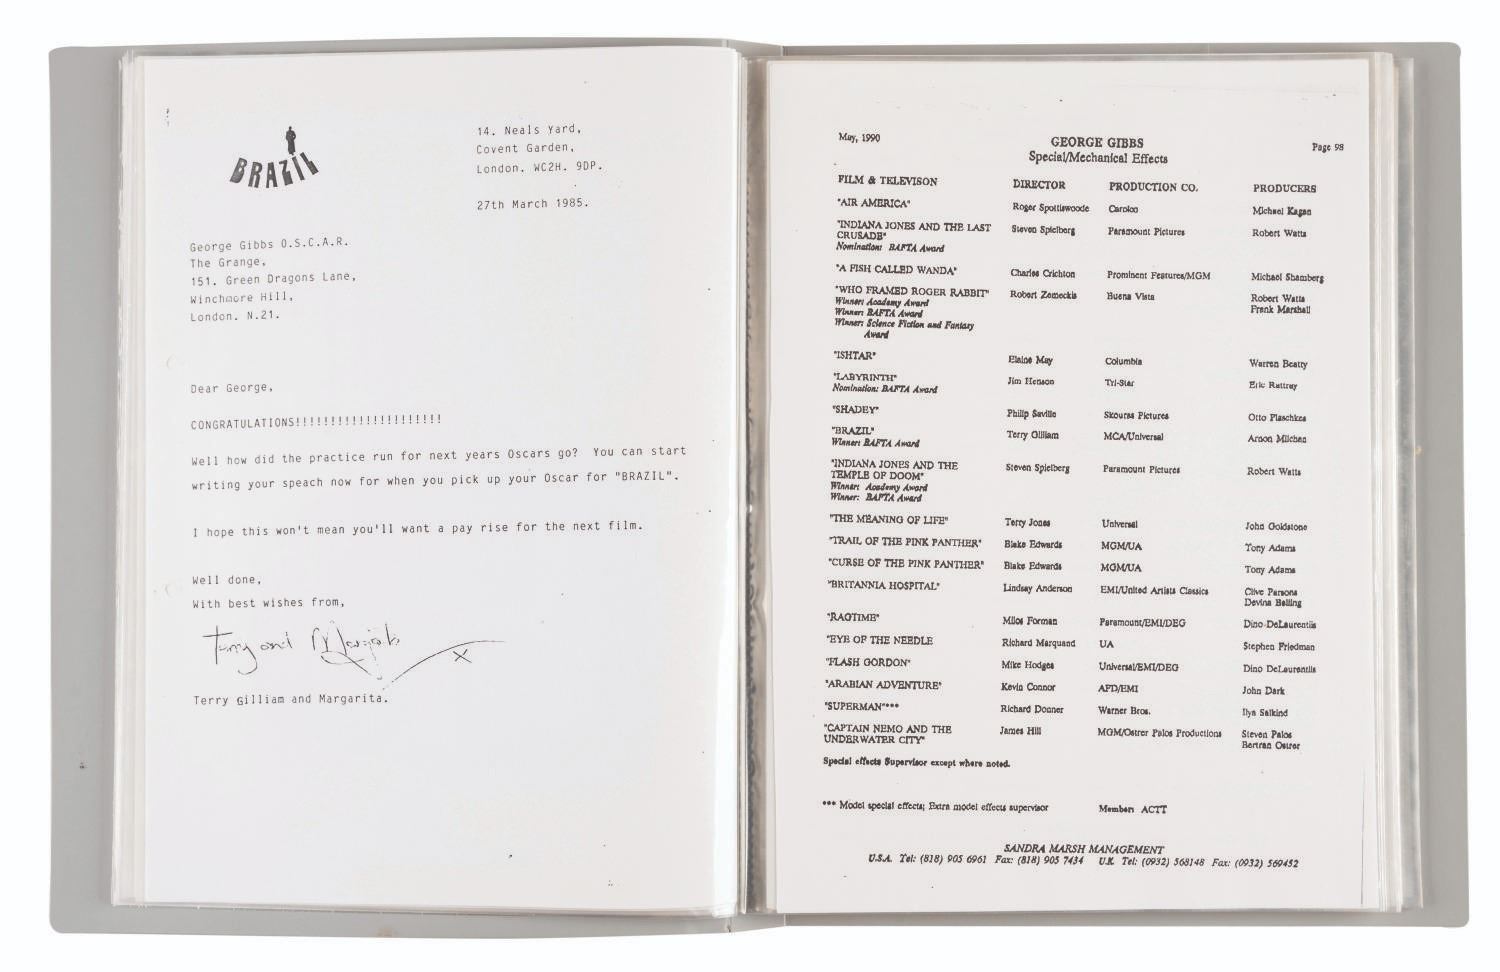 BRAZIL
14. Neals Yard,
Covent Garden,
London. WC2H. 9DP.
27th March 1985.
George Gibbs O.S.C.A.R.
The Grange,
151. Green Dragons Lane,
Winchmore Hill,
London. N.21.
Dear George,
CONGRATULATIONS!!!!!!!!!!!!!!!!!!!!!
Well how did the practice run for next years Oscars go? You can start
writing your speach now for when you pick up your Oscar for "BRAZIL".
I hope this won't mean you'll want a pay rise for the next film.
Well done,
With best wishes from,
Terry and Margarita
x
Terry Gilliam and Margarita.
May, 1990
GEORGE GIBBS
Page 98
Special/Mechanical Effects
FILM & TELEVISON DIRECTOR PRODUCTION CO. PRODUCERS
"AIR AMERICA" Roger Spottiswoode Carolco Michael Kagan
"INDIANA JONES AND THE LAST Steven Spielberg Paramount Pictures Robert Watts
CRUSADE"
Nomination: BAFTA Award
"A FISH CALLED WANDA" Charles Crichton Prominent Features/MGM Michael Shamberg
"WHO FRAMED ROGER RABBIT" Robert Zemeckis Buena Vista Robert Watts
Winner: Academy Award Frank Marshall
Winner: BAFTA Award
Winner: Science Fiction and Fantasy
Award
"ISHTAR" Elaine May Columbia Warren Beatty
"LABYRINTH" Jim Henson Tri-Star Eric Rattray
Nomination: BAFTA Award
"SHADEY" Philip Saville Skouras Pictures Otto Plaschkes
"BRAZIL" Terry Gilliam MCA/Universal Arnon Milchan
Winner: BAFTA Award
"INDIANA JONES AND THE Steven Spielberg Paramount Pictures Robert Watts
TEMPLE OF DOOM"
Winner: Academy Award
Winner: BAFTA Award
"THE MEANING OF LIFE" Terry Jones Universal John Goldstone
"TRAIL OF THE PINK PANTHER" Blake Edwards MGM/UA Tony Adams
"CURSE OF THE PINK PANTHER" Blake Edwards MGM/UA Tony Adams
"BRITANNIA HOSPITAL" Lindsay Anderson EMI/United Artists Classics Clive Parsons
Davina Belling
"RAGTIME" Milos Forman Paramount/EMI/DEG Dino DeLaurentiis
"EYE OF THE NEEDLE Richard Marquand UA Stephen Friedman
"FLASH GORDON" Mike Hodges Universal/EMI/DEG Dino DeLaurentiis
"ARABIAN ADVENTURE" Kevin Connor AFD/EMI John Dark
"SUPERMAN"*** Richard Donner Warner Bros. Ilya Salkind
"CAPTAIN NEMO AND THE James Hill MGM/Ostrer Palos Productions Steven Palos
UNDERWATER CITY" Bertran Ostrer
Special effects Supervisor except where noted.
*** Model special effects; Extra model effects supervisor Member: ACTT
SANDRA MARSH MANAGEMENT
U.S.A. Tel: (818) 905 6961 Fax: (818) 905 7434 U.K. Tel: (0932) 568148 Fax: (0932) 569452